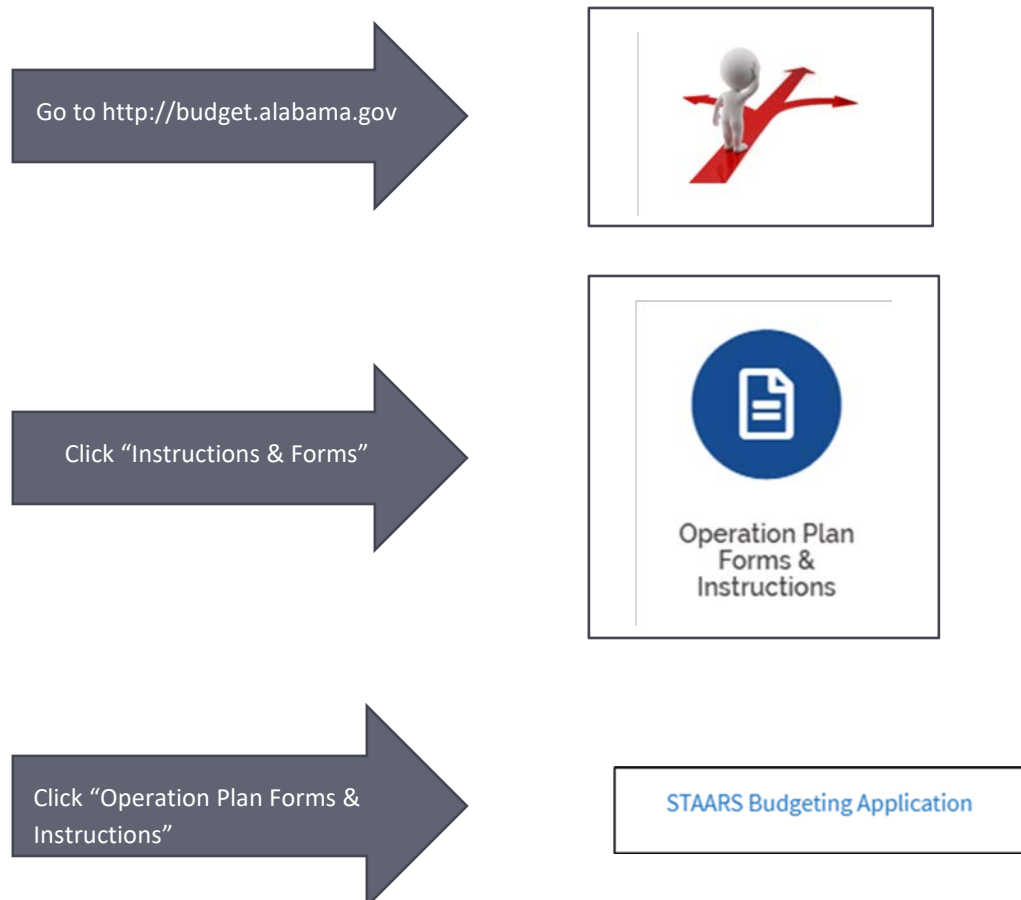 Go to http://budget.alabama.gov
Click “Instructions & Forms”
Operation Plan
Forms &
Instructions
Click “Operation Plan Forms &
Instructions”
STAARS Budgeting Application